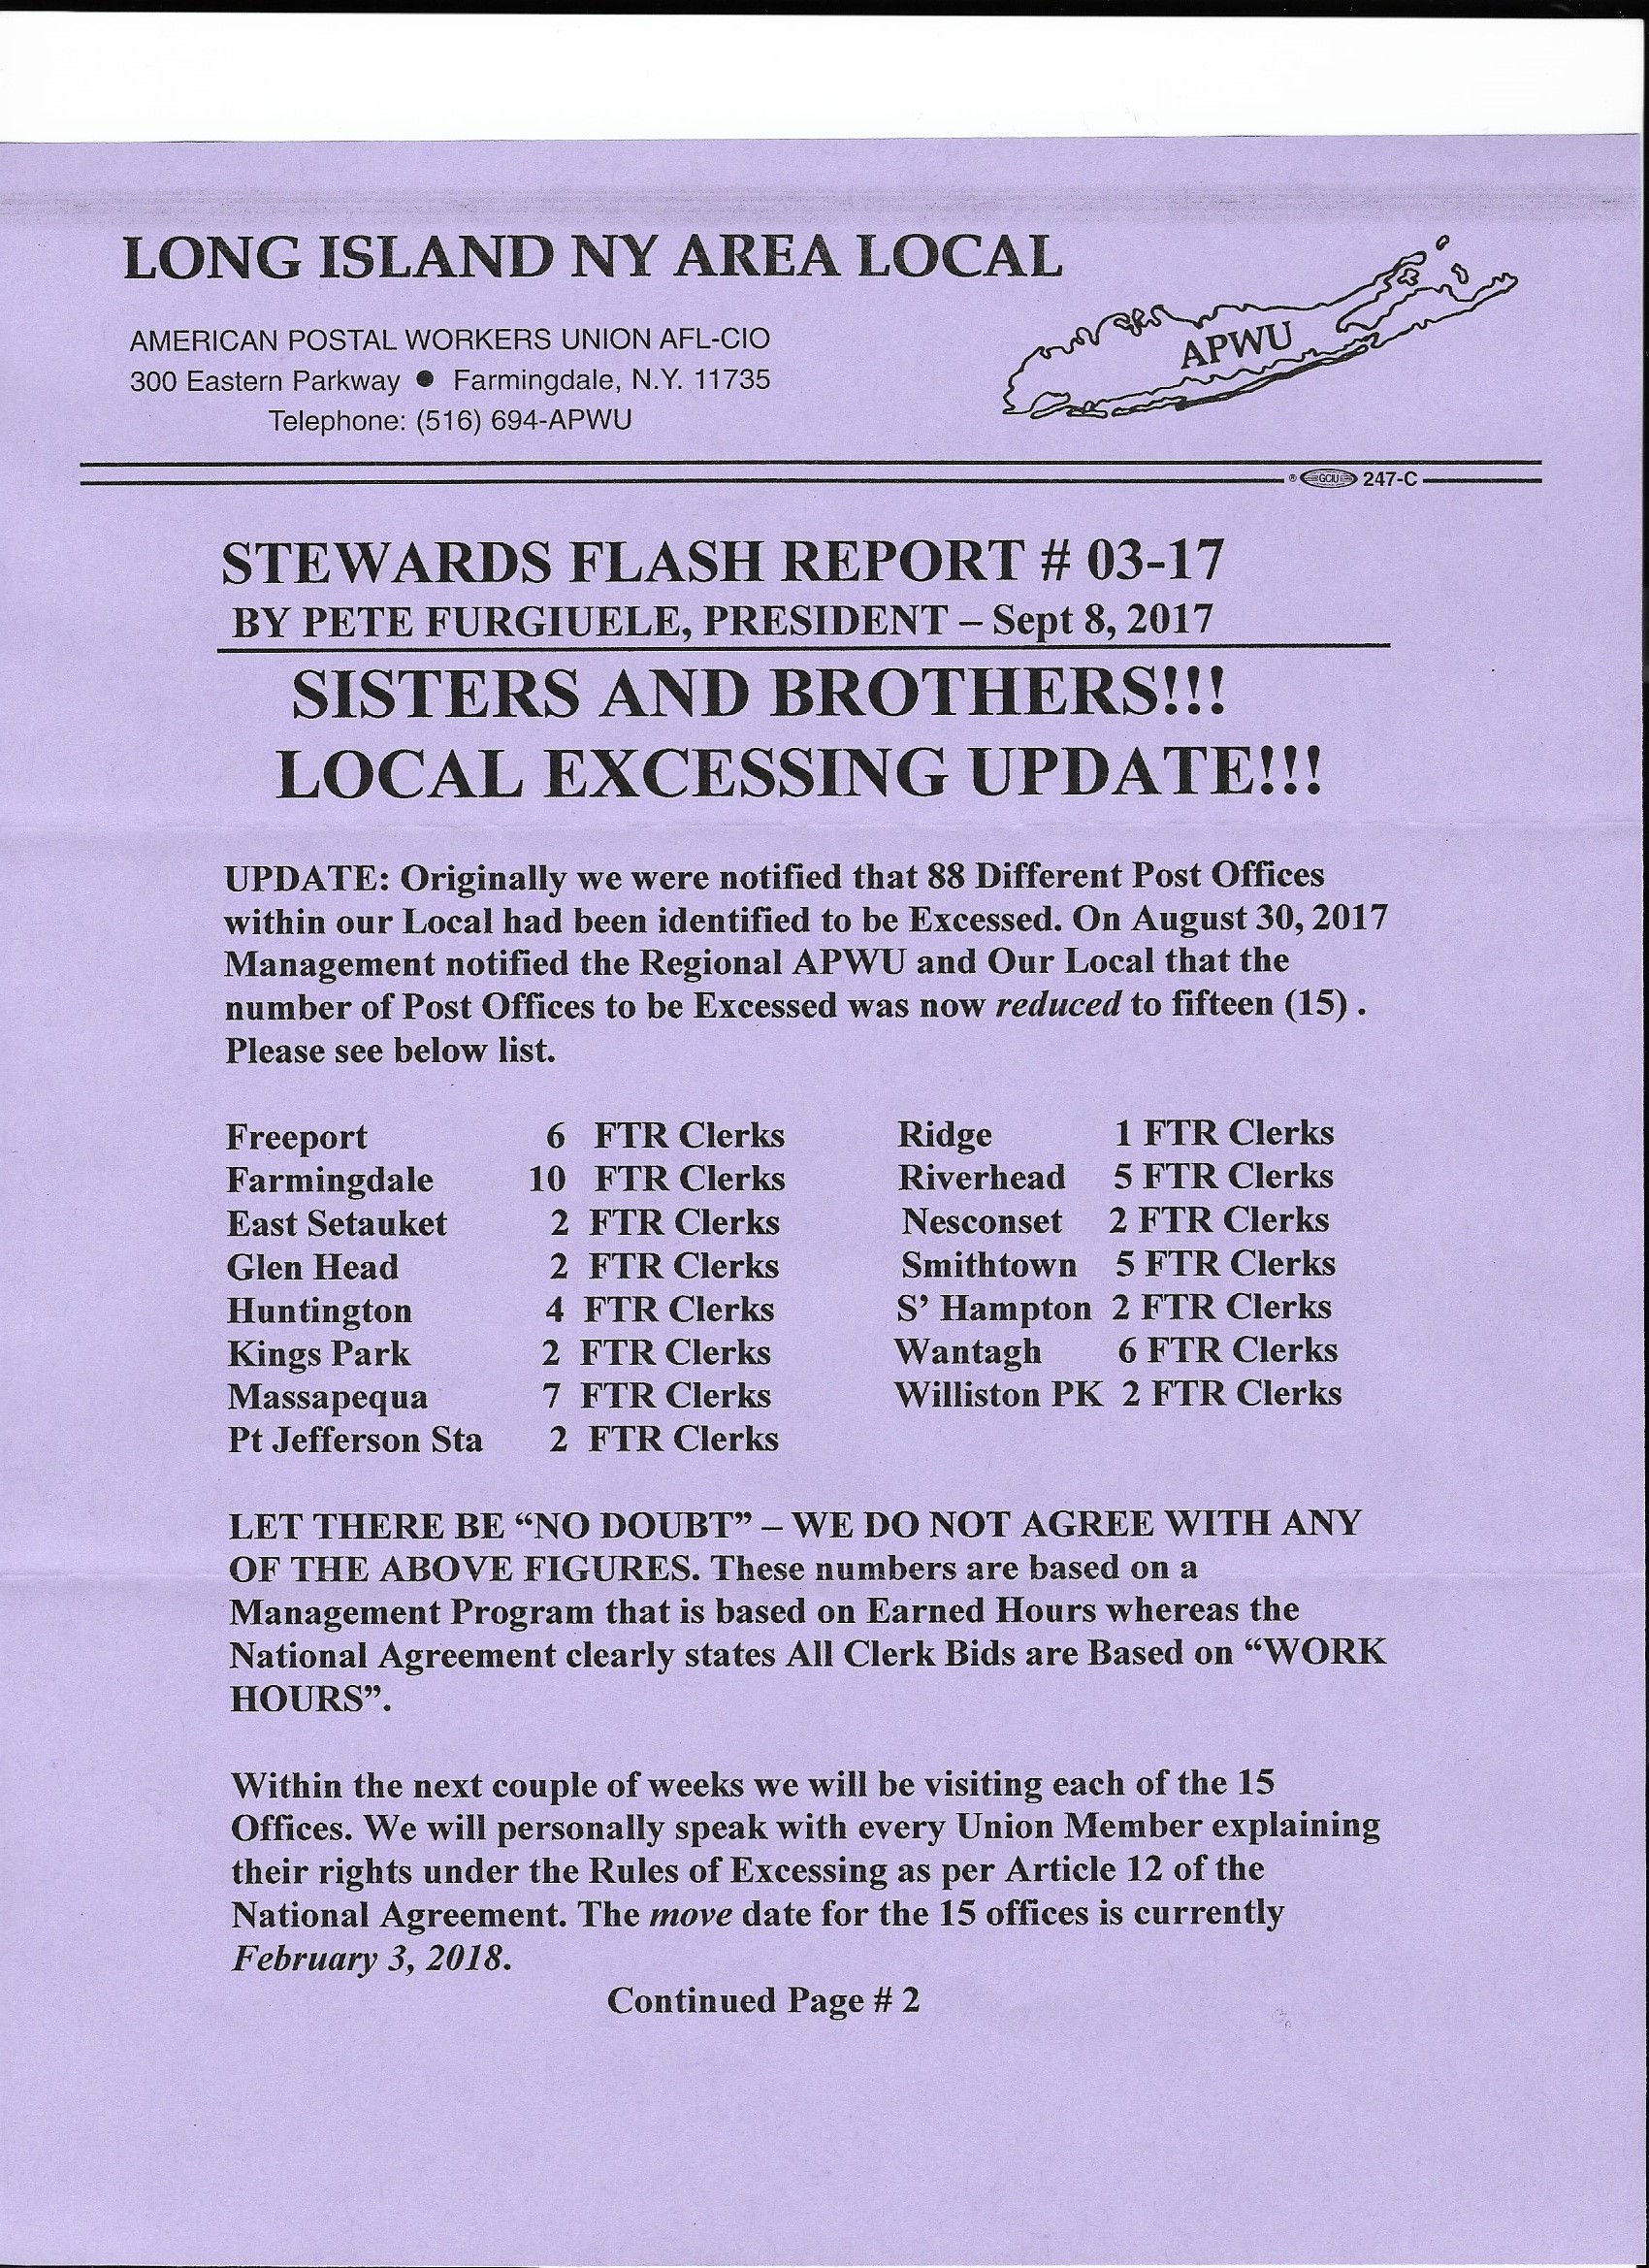 LONG ISLAND NY AREA LOCAL
AMERICAN POSTAL WORKERS UNION AFL-CIO
300 Eastern Parkway ● Farmingdale, N.Y. 11735
Telephone: (516) 694-APWU
APWU
® GCIU 247-C
STEWARDS FLASH REPORT # 03-17
BY PETE FURGIUELE, PRESIDENT – Sept 8, 2017
SISTERS AND BROTHERS!!!
LOCAL EXCESSING UPDATE!!!
UPDATE: Originally we were notified that 88 Different Post Offices
within our Local had been identified to be Excessed. On August 30, 2017
Management notified the Regional APWU and Our Local that the
number of Post Offices to be Excessed was now reduced to fifteen (15) .
Please see below list.
Freeport 6 FTR Clerks Ridge 1 FTR Clerks
Farmingdale 10 FTR Clerks Riverhead 5 FTR Clerks
East Setauket 2 FTR Clerks Nesconset 2 FTR Clerks
Glen Head 2 FTR Clerks Smithtown 5 FTR Clerks
Huntington 4 FTR Clerks S’ Hampton 2 FTR Clerks
Kings Park 2 FTR Clerks Wantagh 6 FTR Clerks
Massapequa 7 FTR Clerks Williston PK 2 FTR Clerks
Pt Jefferson Sta 2 FTR Clerks
LET THERE BE “NO DOUBT” – WE DO NOT AGREE WITH ANY
OF THE ABOVE FIGURES. These numbers are based on a
Management Program that is based on Earned Hours whereas the
National Agreement clearly states All Clerk Bids are Based on “WORK
HOURS”.
Within the next couple of weeks we will be visiting each of the 15
Offices. We will personally speak with every Union Member explaining
their rights under the Rules of Excessing as per Article 12 of the
National Agreement. The move date for the 15 offices is currently
February 3, 2018.
Continued Page # 2